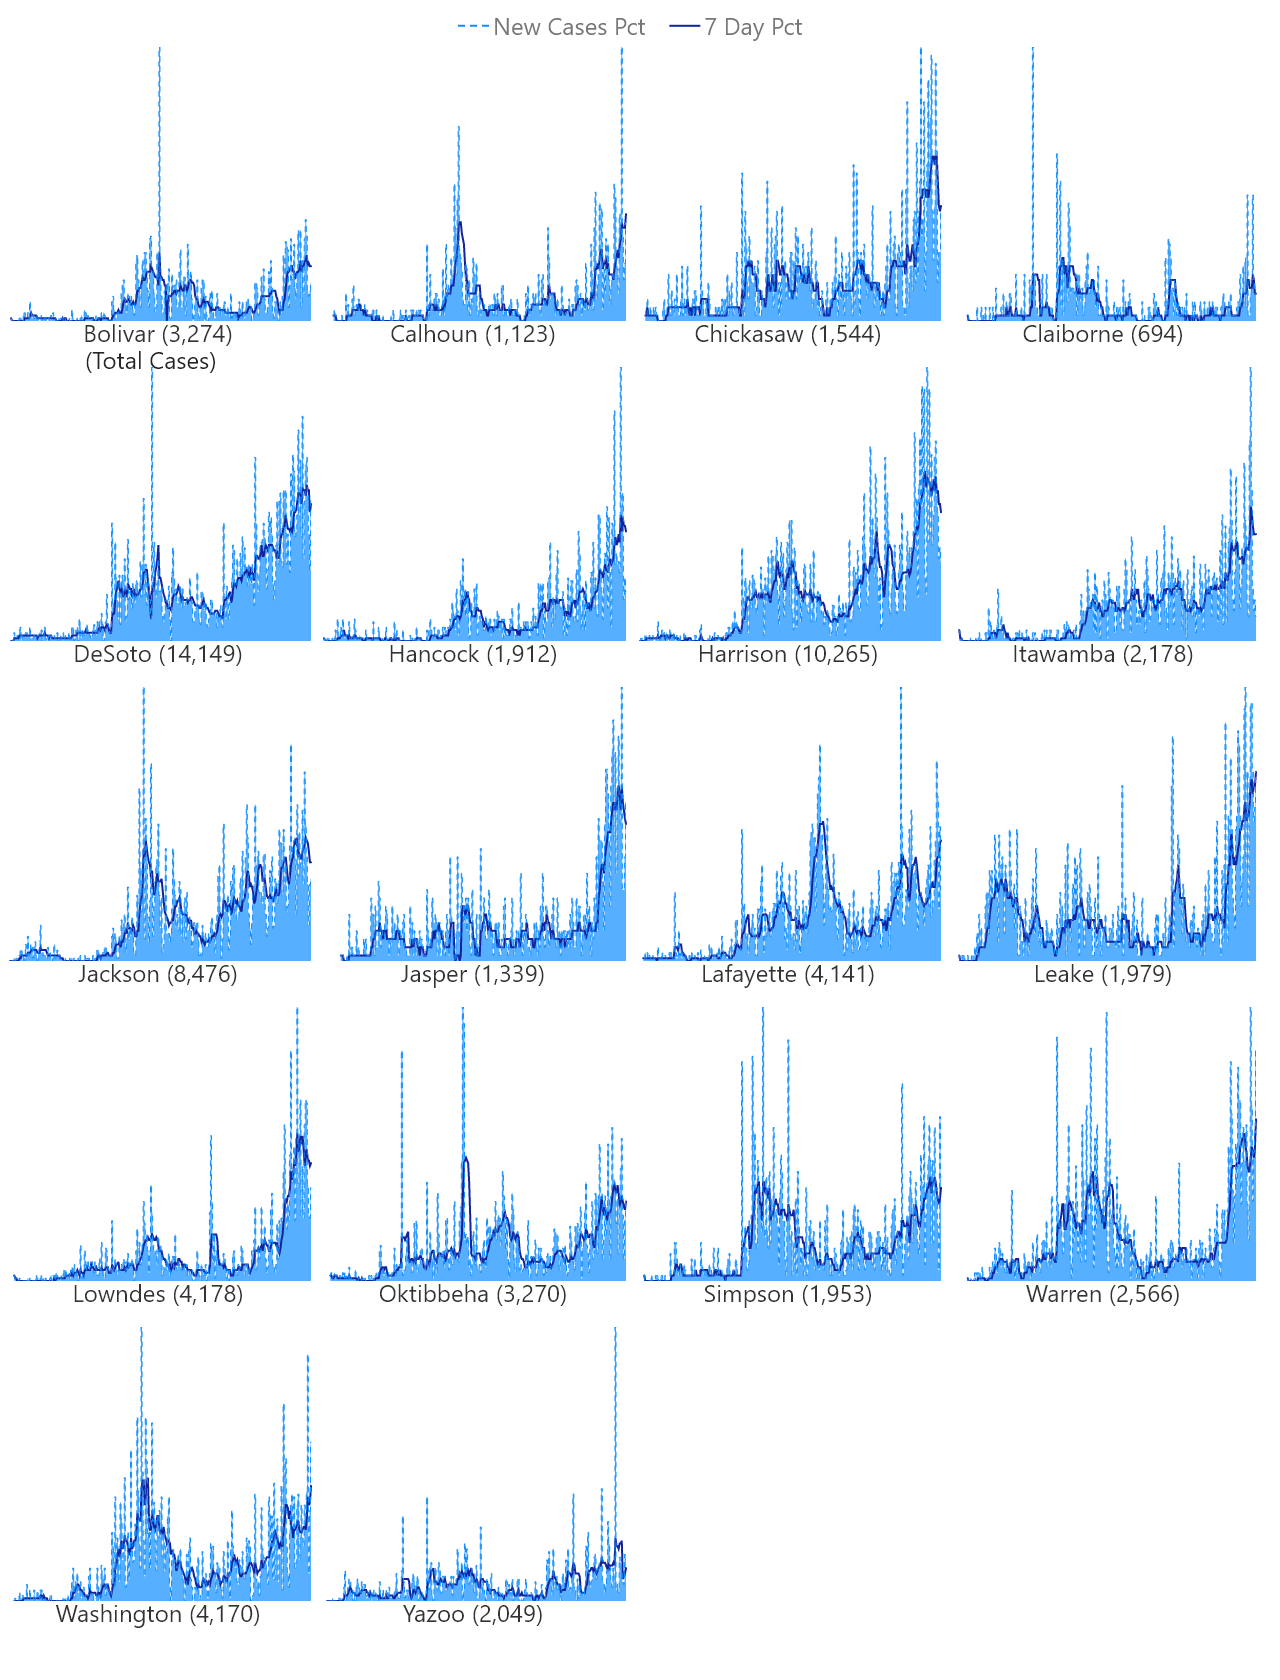 New Cases Pct 7 Day Pct
Bolivar (3,274) Calhoun (1,123) Chickasaw (1,544) Claiborne (694)
(Total Cases)
DeSoto (14,149) Hancock (1,912) Harrison (10,265) Itawamba (2,178)
Jackson (8,476) Jasper (1,339) Lafayette (4,141) Leake (1,979)
Lowndes (4,178) Oktibbeha (3,270) Simpson (1,953) Warren (2,566)
Washington (4,170) Yazoo (2,049)